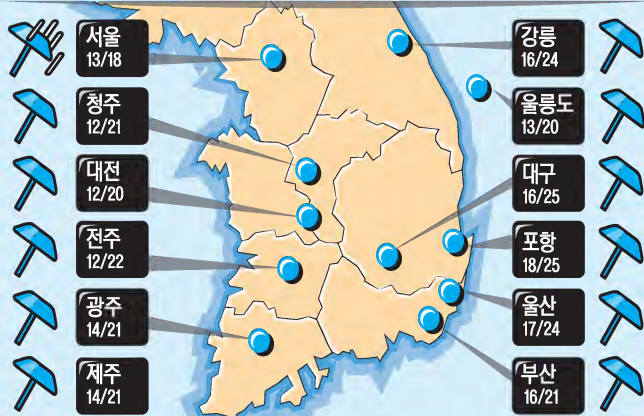 서울
13/18
청주
12/21
대전
12/20
전주
12/22
광주
14/21
제주
14/21
강릉
16/24
울릉도
13/20
대구
16/25
포항
18/25
울산
17/24
부산
16/21